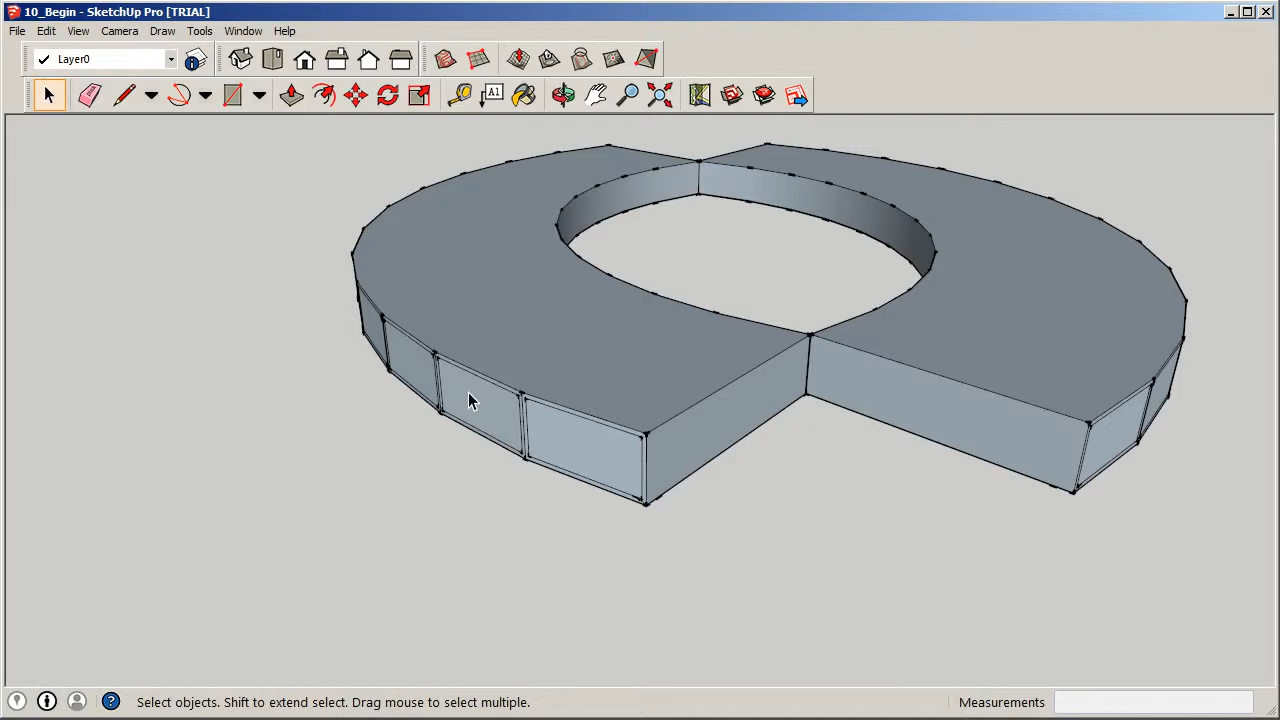 10_Begin - SketchUp Pro [TRIAL]
File Edit View Camera Draw Tools Window Help
Layer0
A1
Select objects. Shift to extend select. Drag mouse to select multiple.
Measurements